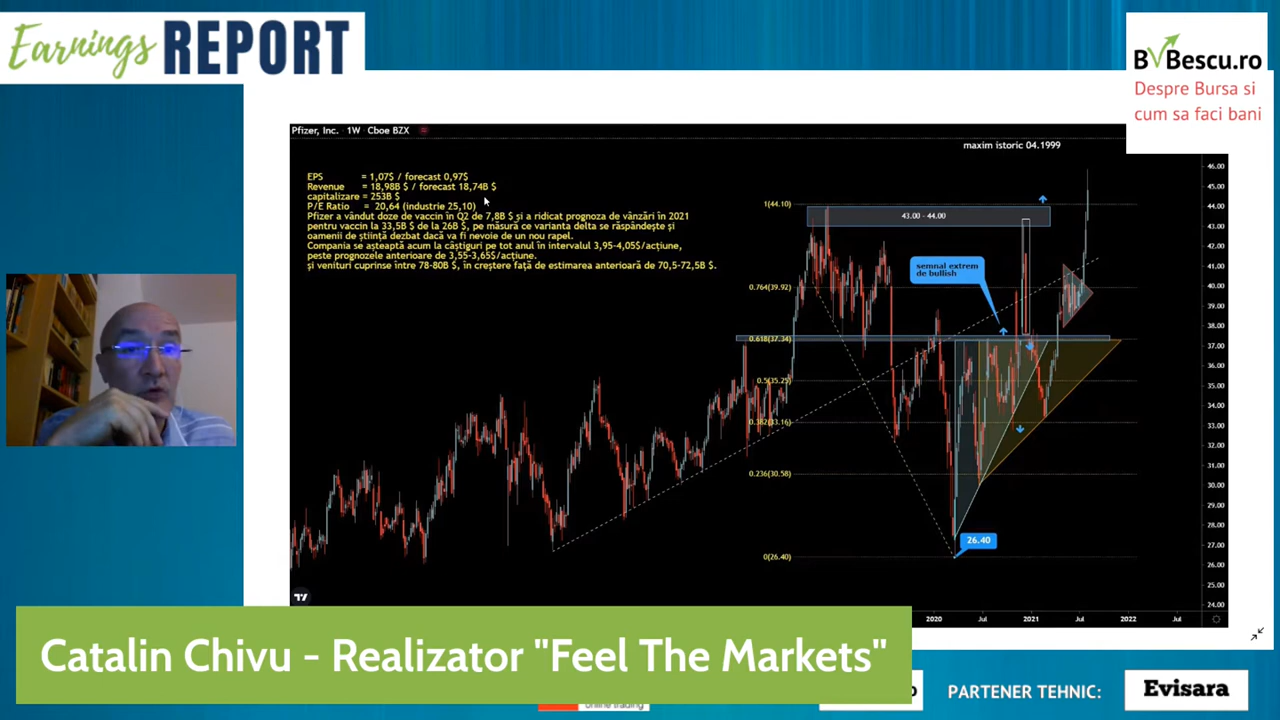 Earnings REPORT
BVBescu.ro
Despre Bursa si
cum sa faci bani
Pfizer, Inc. · 1W · Cboe BZX
maxim istoric 04.1999
EPS = 1,07$ / forecast 0,97$
Revenue = 18,98B $ / forecast 18,74B $
capitalizare = 253B $
P/E Ratio = 20,64 (industrie 25,10)
Pfizer a vândut doze de vaccin în Q2 de 7,8B $ și a ridicat prognoza de vânzări în 2021
pentru vaccin la 33,5B $ de la 26B $, pe măsură ce varianta delta se răspândește și
oamenii de știință dezbat dacă va fi nevoie de un nou rapel.
Compania se așteaptă acum la câștiguri pe tot anul în intervalul 3,95-4,05$/acțiune,
peste prognozele anterioare de 3,55-3,65$/acțiune.
și venituri cuprinse între 78-80B $, în creștere față de estimarea anterioară de 70,5-72,5B $.
1(44.10)
43.00 - 44.00
semnal extrem
de bullish
0.764(39.92)
0.618(37.34)
0.5(35.25)
0.382(33.16)
0.236(30.58)
0(26.40)
26.40
46.00
45.00
44.00
43.00
42.00
41.00
40.00
39.00
38.00
37.00
36.00
35.00
34.00
33.00
32.00
31.00
30.00
29.00
28.00
27.00
26.00
25.00
24.00
2020 Jul 2021 Jul 2022 Jul
Catalin Chivu - Realizator "Feel The Markets"
online trading
PARTENER TEHNIC:
Evisara